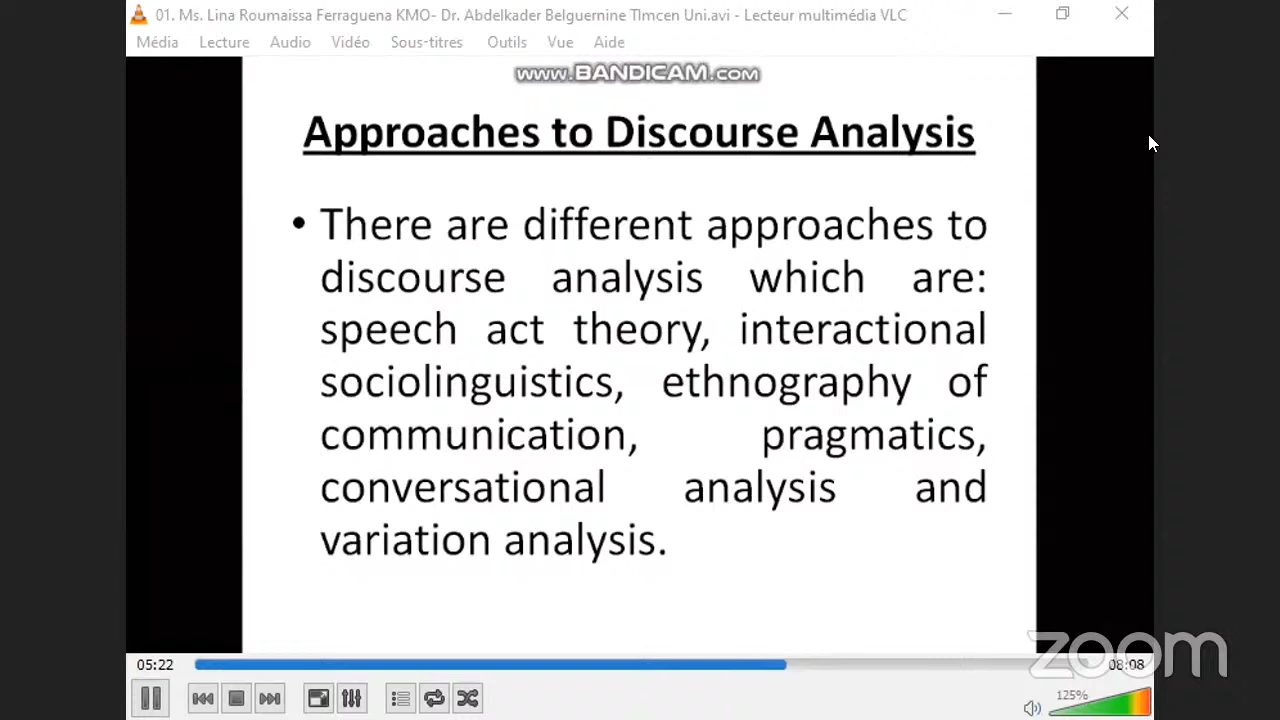 01. Ms. Lina Roumaissa Ferraguena KMO- Dr. Abdelkader Belguernine Tlmcen Uni.avi - Lecteur multimédia VLC
Média Lecture Audio Vidéo Sous-titres Outils Vue Aide
www.BANDICAM.com
Approaches to Discourse Analysis
• There are different approaches to
discourse analysis which are:
speech act theory, interactional
sociolinguistics, ethnography of
communication, pragmatics,
conversational analysis and
variation analysis.
zoom
05:22 08:08
125%